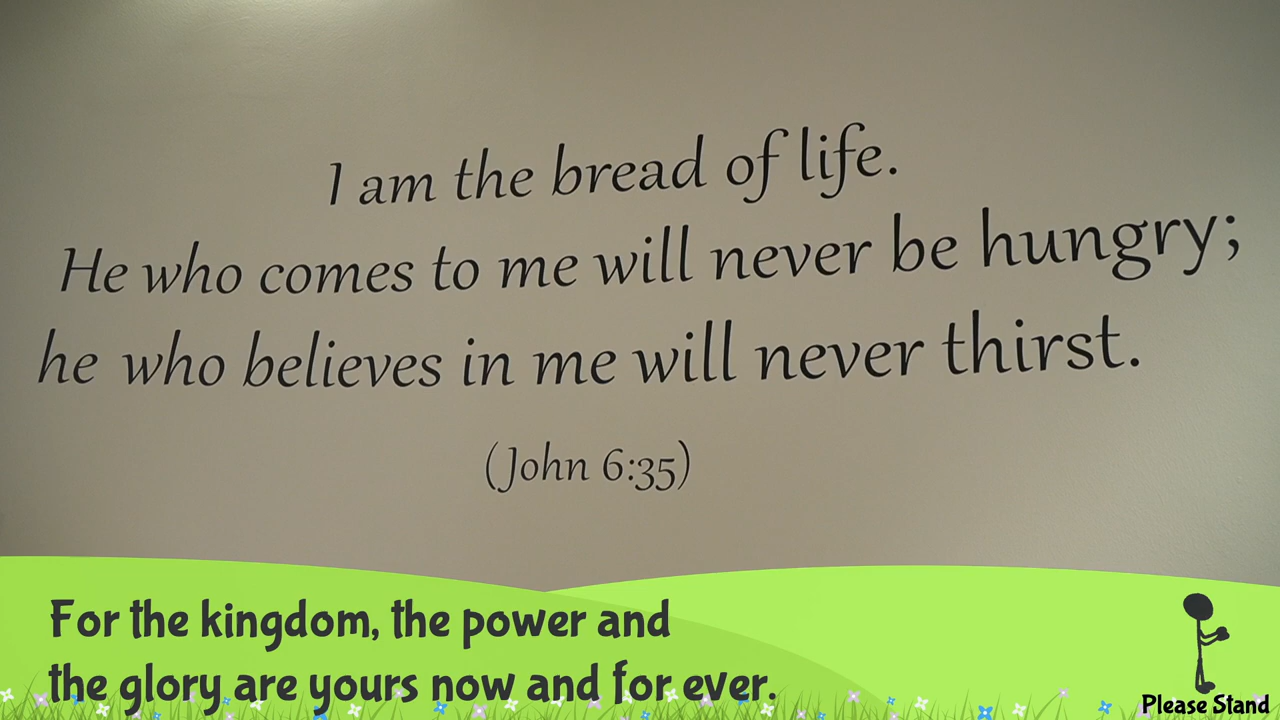 I am the bread of life.
He who comes to me will never be hungry;
he who believes in me will never thirst.
(John 6:35)
For the kingdom, the power and
the glory are yours now and for ever.
Please Stand